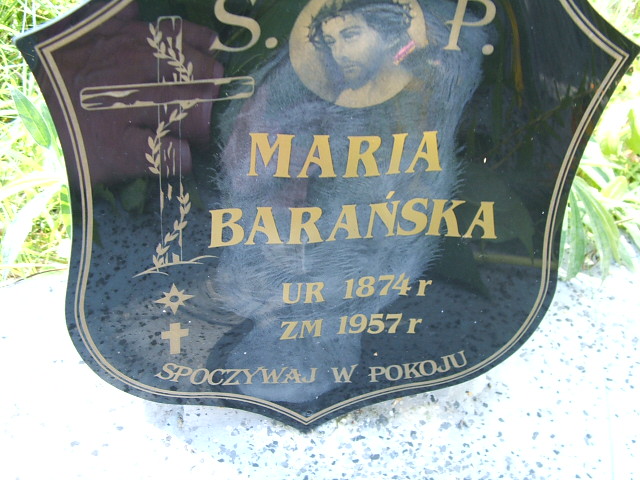 S. P.
MARIA
BARAŃSKA
UR 1874 r
ZM 1957 r
SPOCZYWAJ W POKOJU